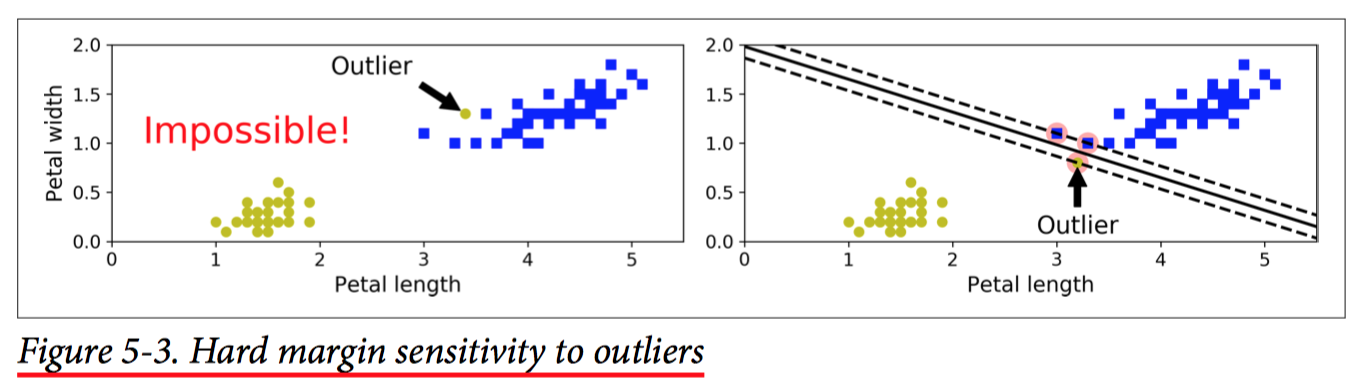 2.0
1.5
1.0
0.5
0.0
Petal width
Outlier
Impossible!
0 1 2 3 4 5
Petal length
2.0
1.5
1.0
0.5
0.0
Outlier
0 1 2 3 4 5
Petal length
Figure 5-3. Hard margin sensitivity to outliers